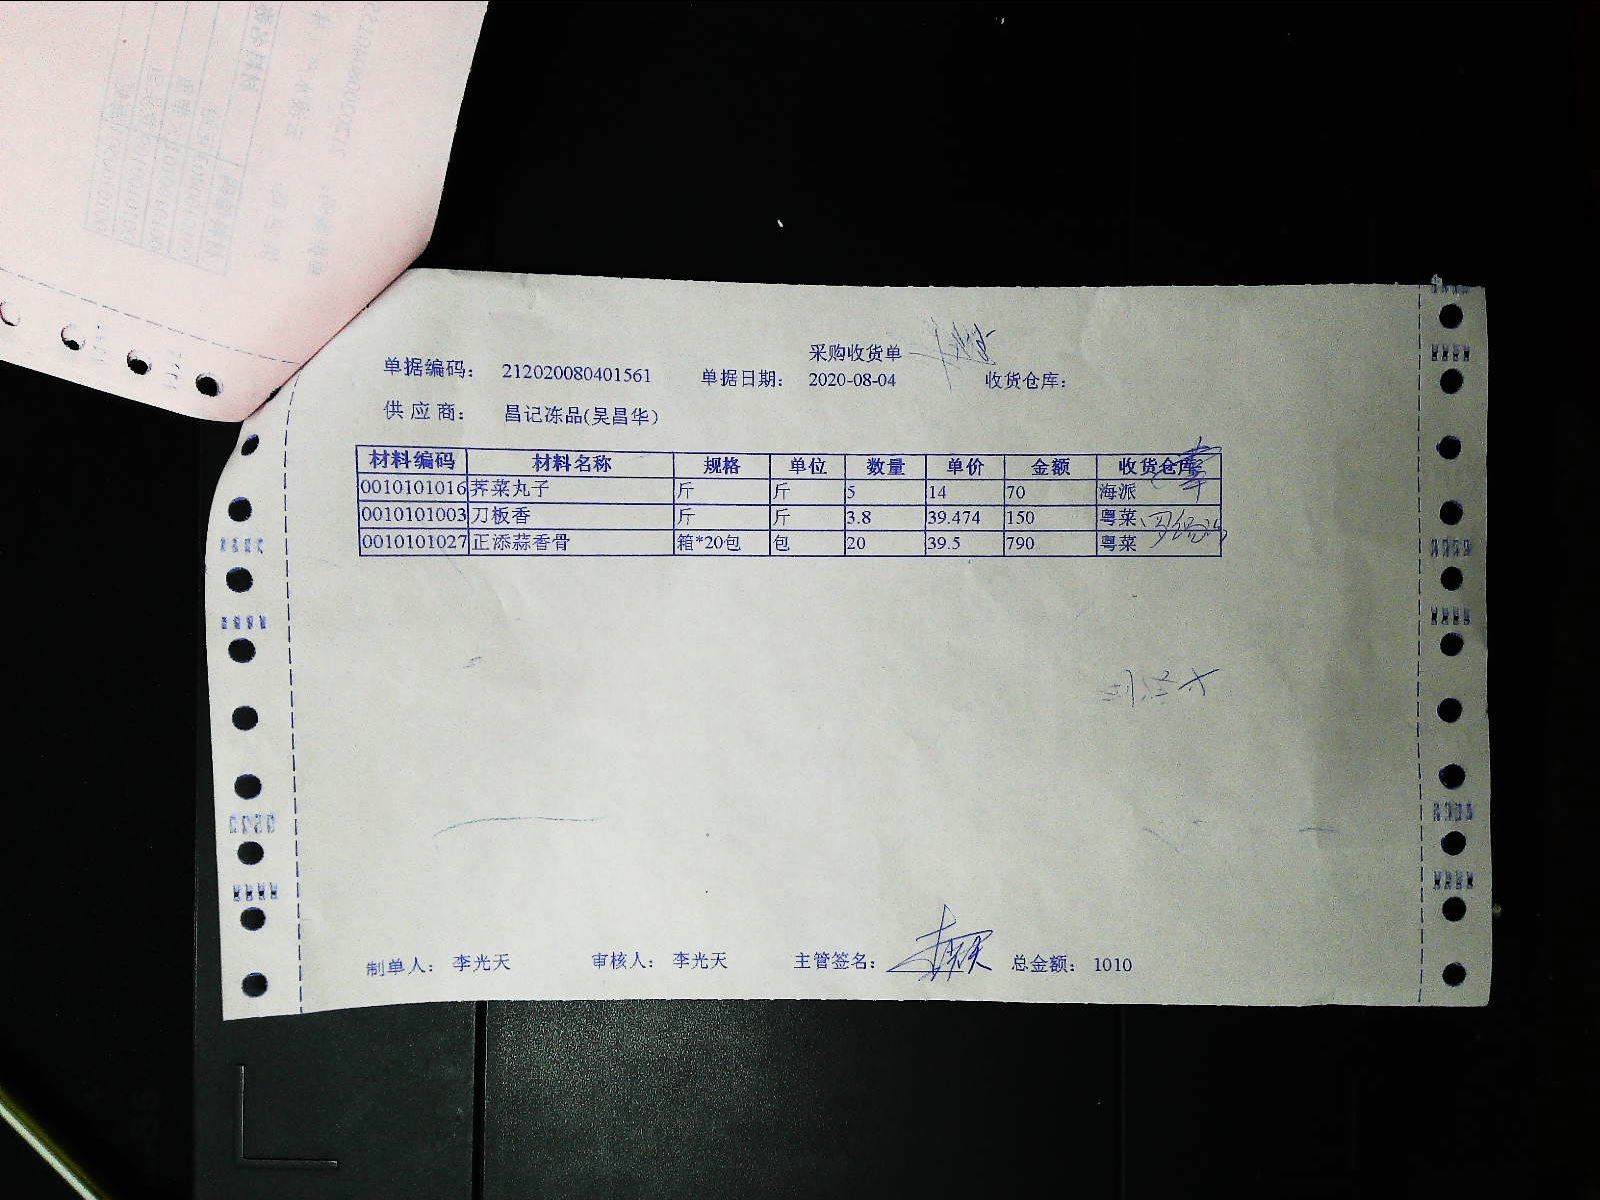 采购收货单
单据编码： 212020080401561 单据日期： 2020-08-04 收货仓库：
供 应 商： 昌记冻品(吴昌华)
材料编码 材料名称 规格 单位 数量 单价 金额 收货仓库
0010101016 荠菜丸子 斤 斤 5 14 70 海派
0010101003 刀板香 斤 斤 3.8 39.474 150 粤菜
0010101027 正添蒜香骨 箱*20包 包 20 39.5 790 粤菜
制单人： 李光天 审核人： 李光天 主管签名： 总金额： 1010